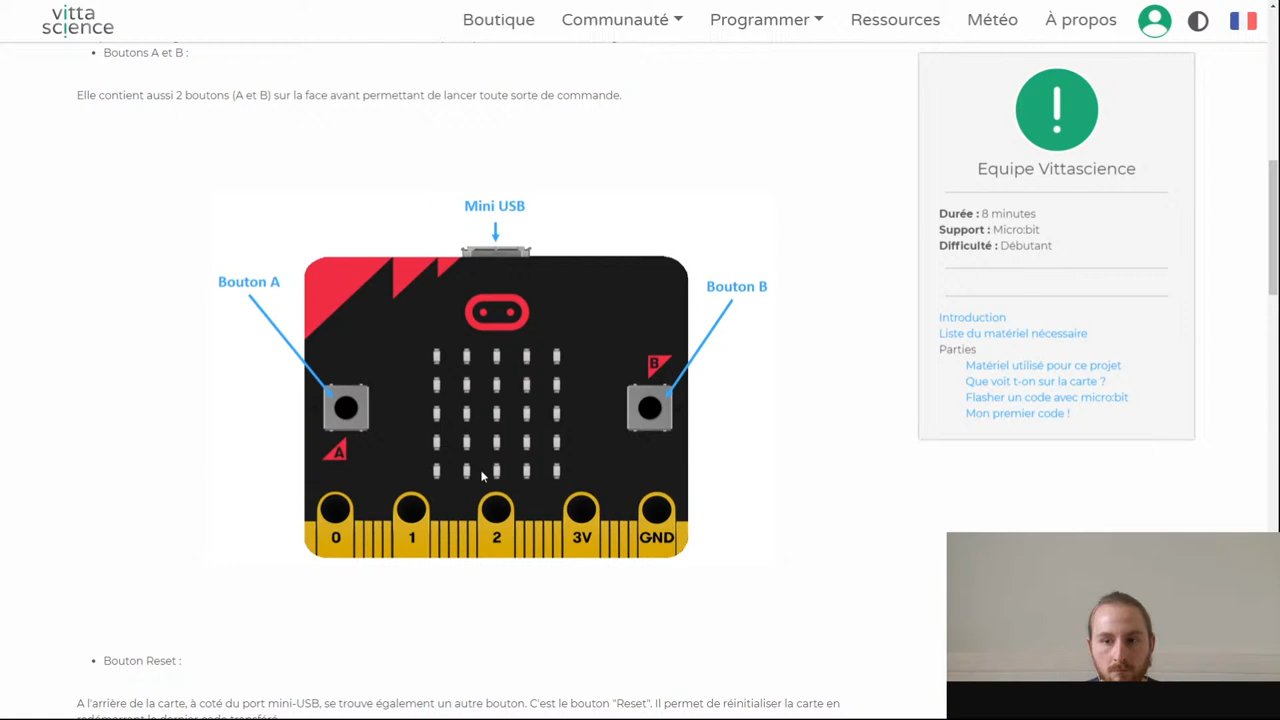 vitta
science
Boutique Communauté Programmer Ressources Météo À propos
• Boutons A et B :
Elle contient aussi 2 boutons (A et B) sur la face avant permettant de lancer toute sorte de commande.
Mini USB
Bouton A
Bouton B
B
A
0 1 2 3V GND
• Bouton Reset :
A l'arrière de la carte, à coté du port mini-USB, se trouve également un autre bouton. C'est le bouton "Reset". Il permet de réinitialiser la carte en
redémarrant le dernier code transféré.
Equipe Vittascience
Durée : 8 minutes
Support : Micro:bit
Difficulté : Débutant
Introduction
Liste du matériel nécessaire
Parties
Matériel utilisé pour ce projet
Que voit t-on sur la carte ?
Flasher un code avec micro:bit
Mon premier code !